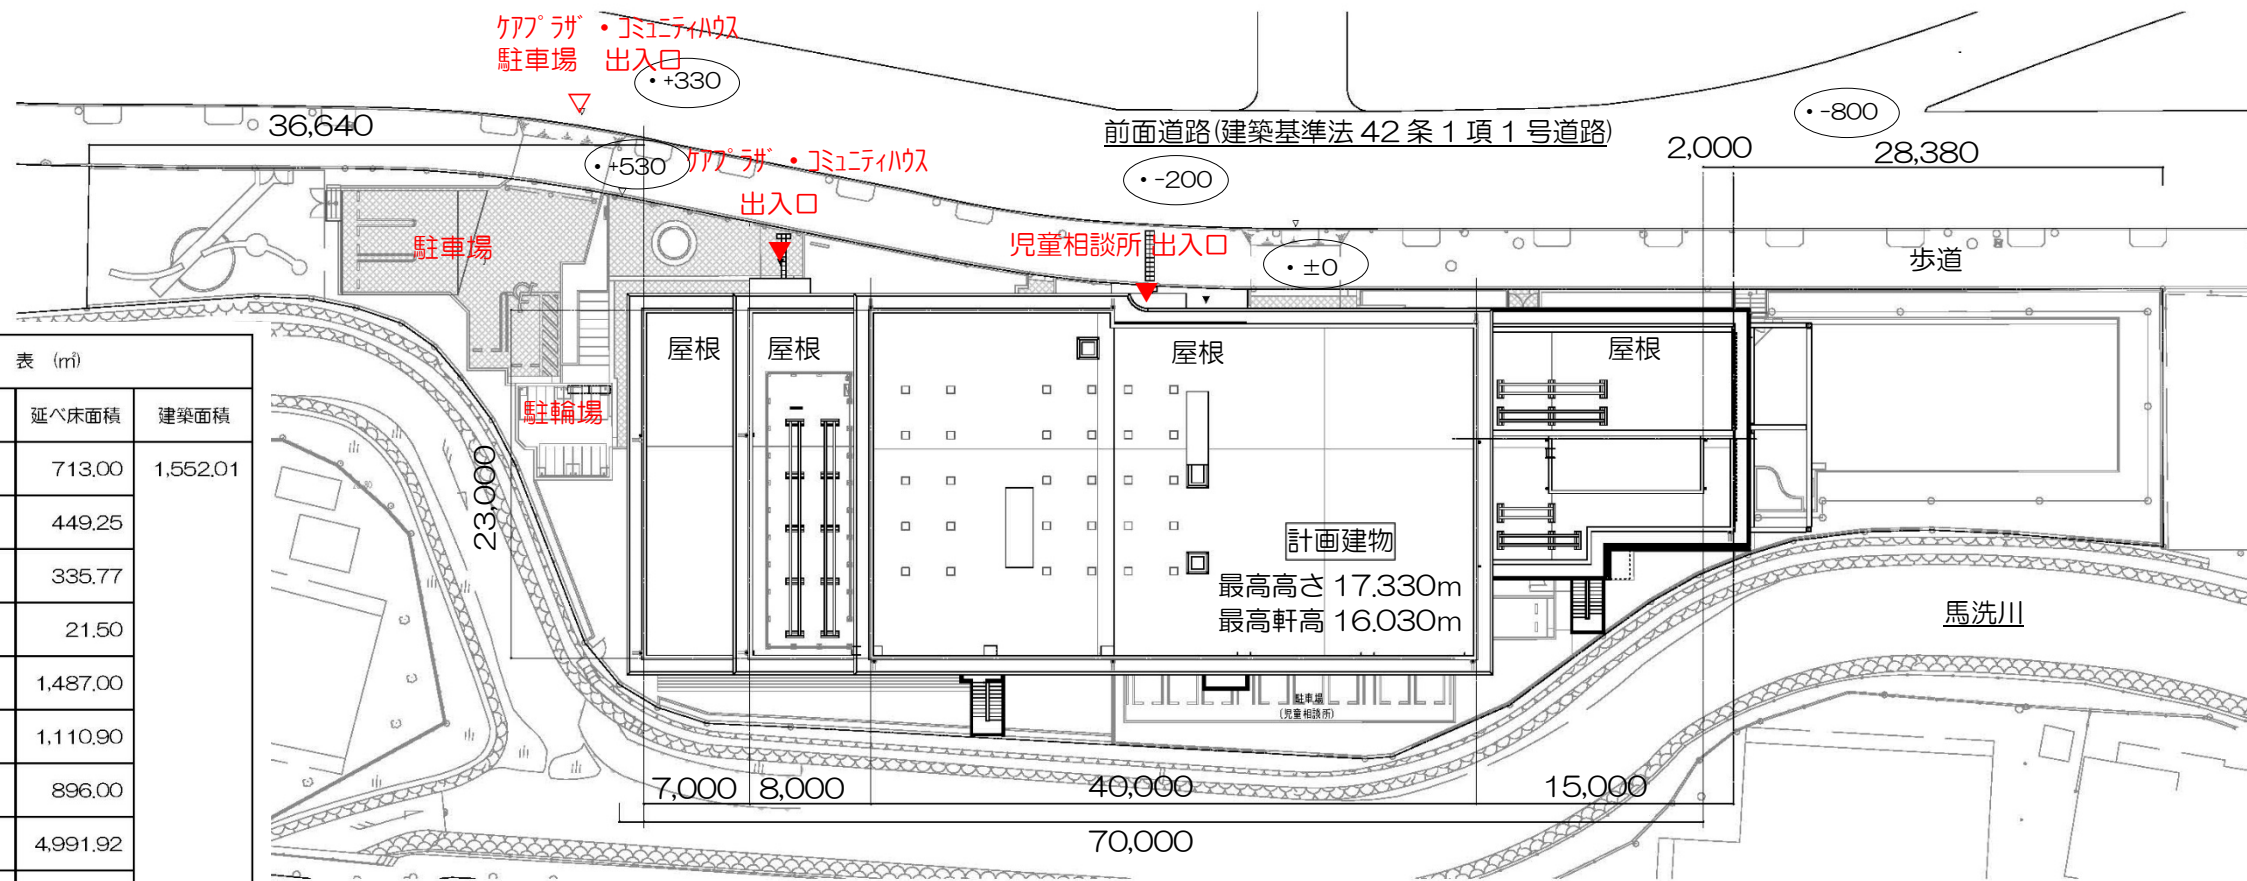 ケアプラザ・コミュニティハウス
駐車場 出入口
+330
36,640
+530
ケアプラザ・コミュニティハウス
出入口
前面道路(建築基準法42条1項1号道路)
-800
-200
2,000
28,380
駐車場
児童相談所 出入口
±0
歩道
屋根
屋根
屋根
屋根
駐輪場
23,000
計画建物
最高高さ 17.330m
最高軒高 16.030m
馬洗川
駐車場
(児童相談所)
7,000
8,000
40,000
15,000
70,000
表 (㎡)
延べ床面積 建築面積
713.00 1,552.01
449.25
335.77
21.50
1,487.00
1,110.90
896.00
4,991.92